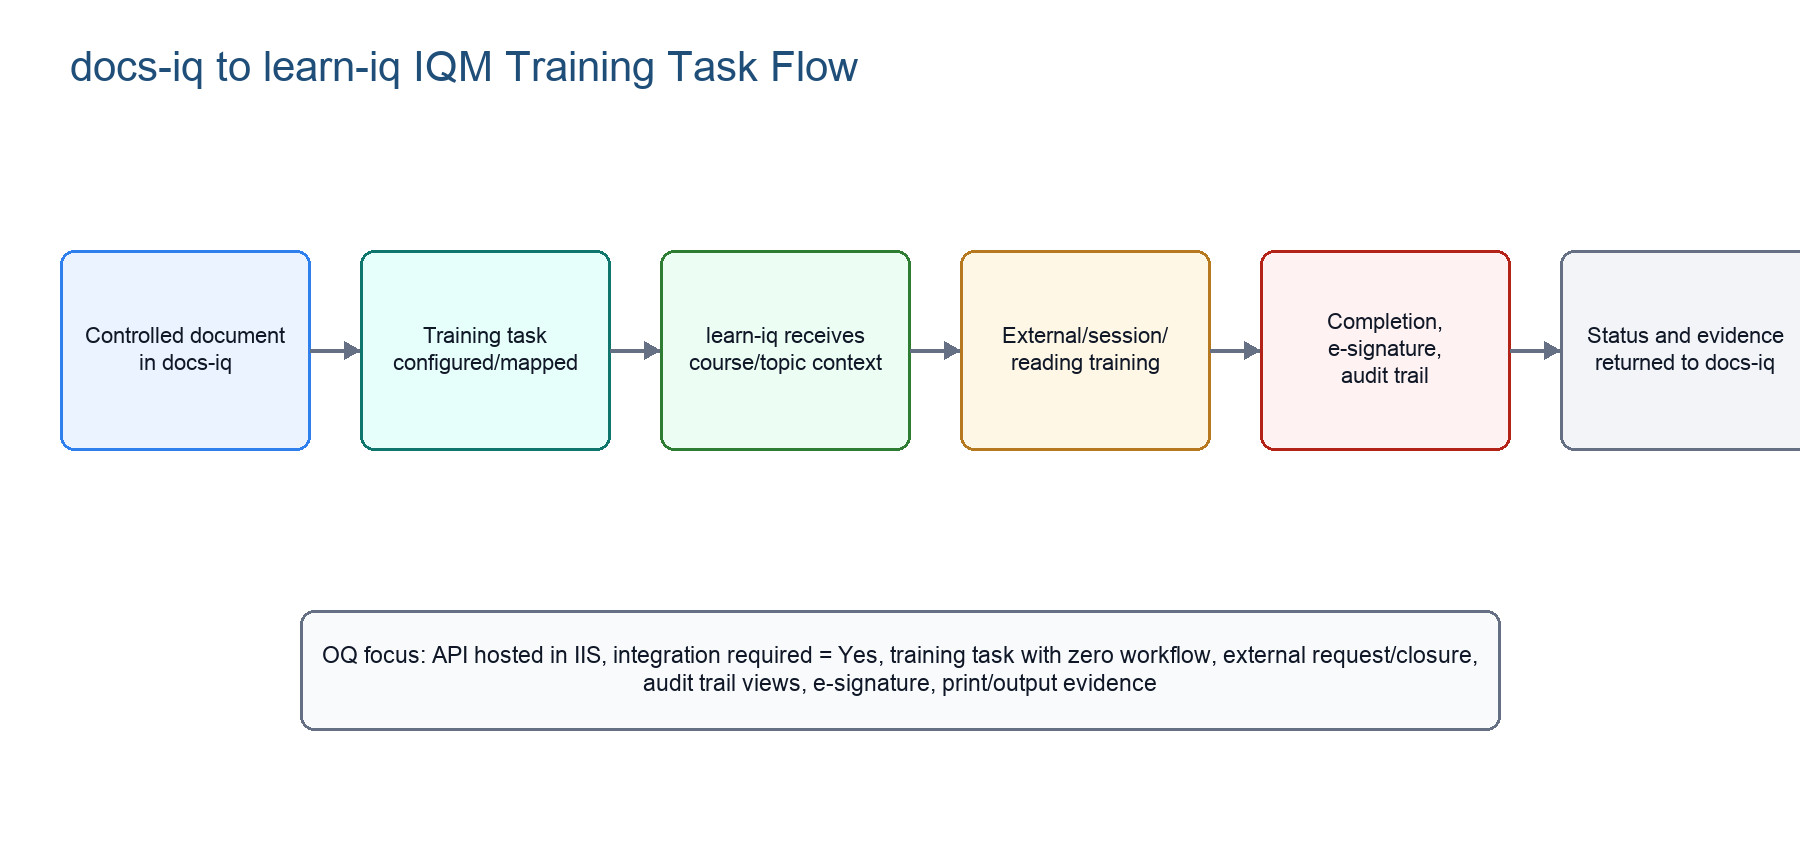 docs-iq to learn-iq IQM Training Task Flow
Controlled document
in docs-iq
Training task
configured/mapped
learn-iq receives
course/topic context
External/session/
reading training
Completion,
e-signature,
audit trail
Status and evidence
returned to docs-iq
OQ focus: API hosted in IIS, integration required = Yes, training task with zero workflow, external request/closure,
audit trail views, e-signature, print/output evidence